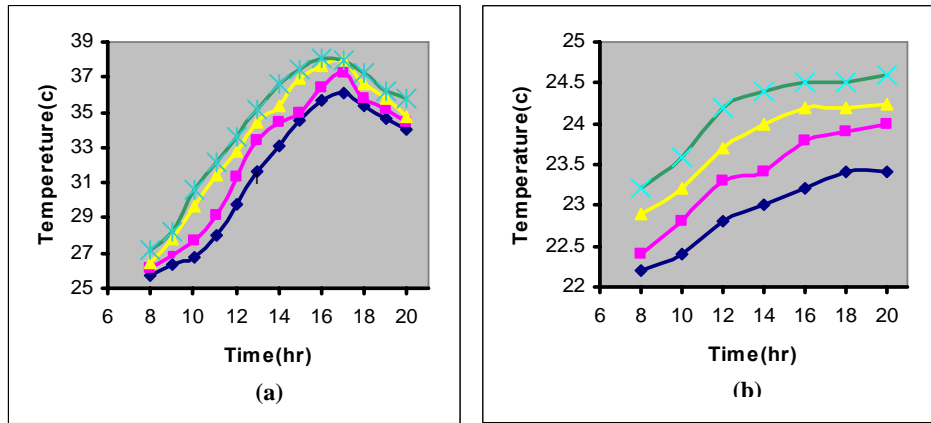 Tempereture(c)
39
37
35
33
31
29
27
25
6 8 10 12 14 16 18 20
Time(hr)
(a)
Temperature(c)
25
24.5
24
23.5
23
22.5
22
6 8 10 12 14 16 18 20
Time(hr)
(b)